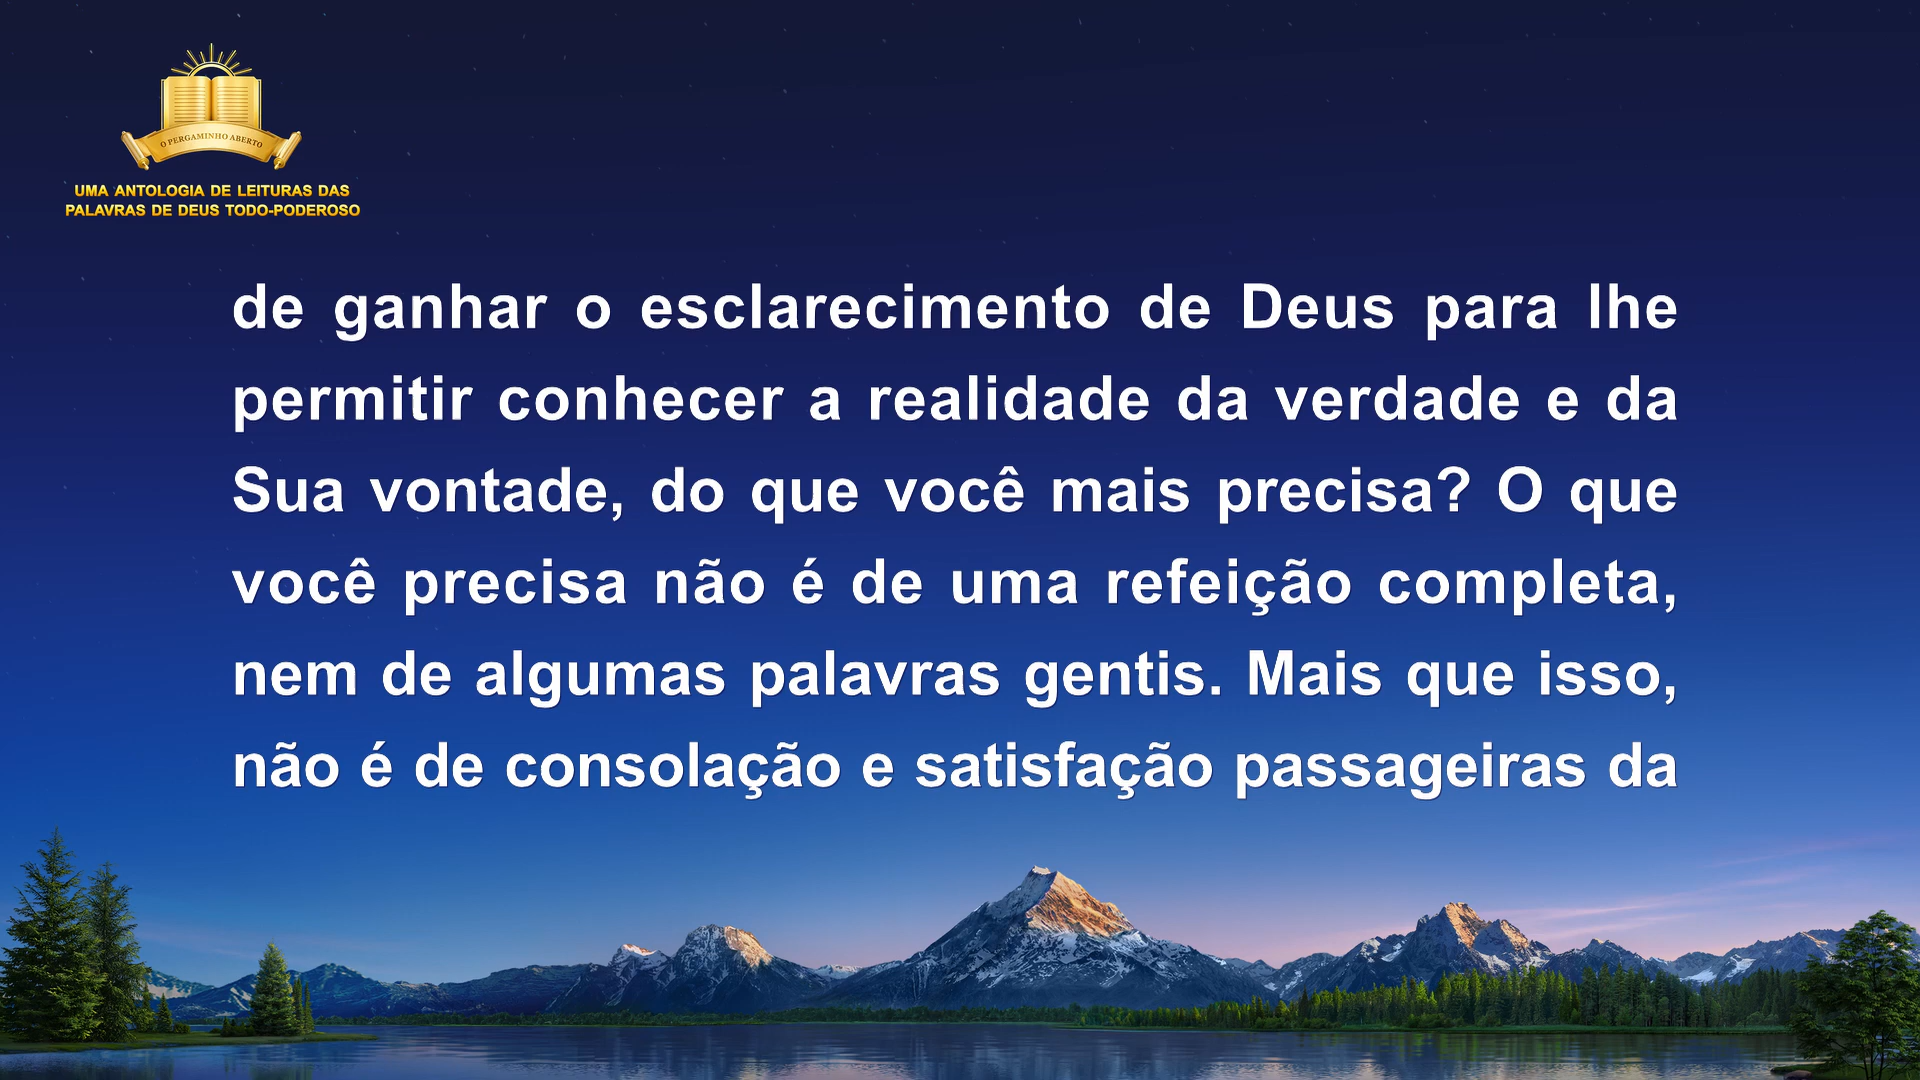 O PERGAMINHO ABERTO
UMA ANTOLOGIA DE LEITURAS DAS
PALAVRAS DE DEUS TODO-PODEROSO
de ganhar o esclarecimento de Deus para lhe
permitir conhecer a realidade da verdade e da
Sua vontade, do que você mais precisa? O que
você precisa não é de uma refeição completa,
nem de algumas palavras gentis. Mais que isso,
não é de consolação e satisfação passageiras da